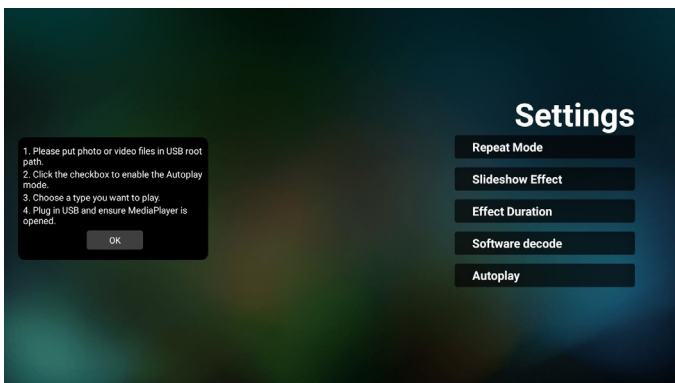 Settings
1. Please put photo or video files in USB root
path.
2. Click the checkbox to enable the Autoplay
mode.
3. Choose a type you want to play.
4. Plug in USB and ensure MediaPlayer is
opened.
OK
Repeat Mode
Slideshow Effect
Effect Duration
Software decode
Autoplay